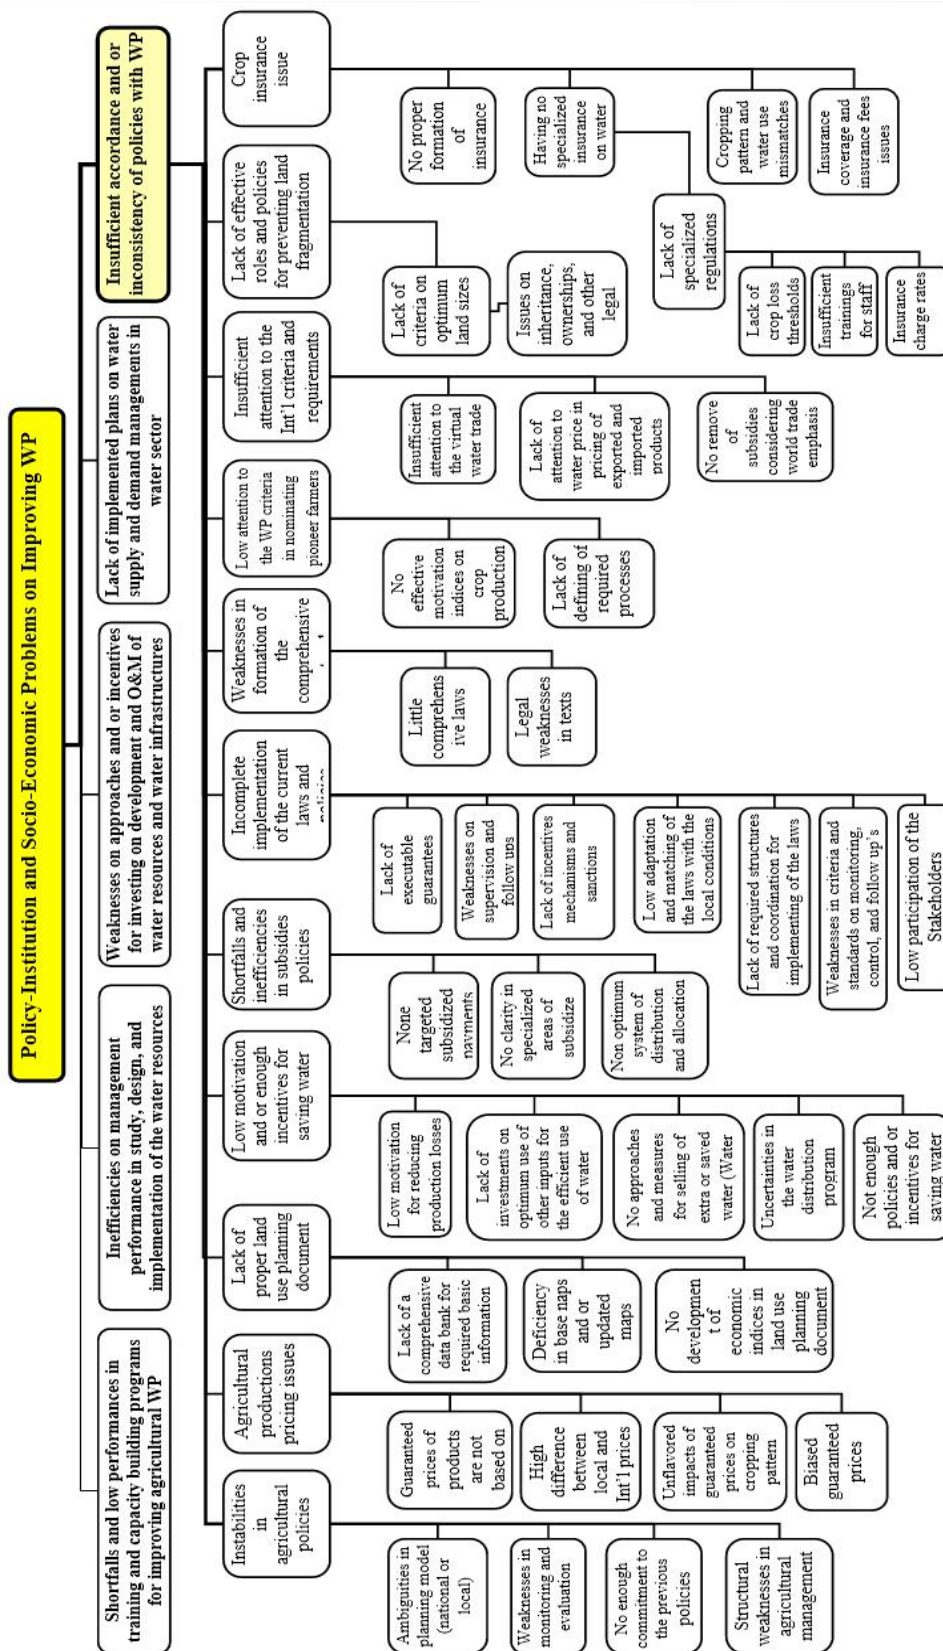 Policy-Institution and Socio-Economic Problems on Improving WP
Shortfalls and low performances in
training and capacity building programs
for improving agricultural WP
Inefficiencies on management
performance in study, design, and
implementation of the water resources
Weaknesses on approaches and or incentives
for investing on development and O&M of
water resources and water infrastructures
Lack of implemented plans on water
supply and demand managements in
water sector
Insufficient accordance and or
inconsistency of policies with WP
Instabilities
in
agricultural
policies
Agricultural
productions
pricing issues
Lack of
proper land
use planning
document
Low motivation
and or enough
incentives for
saving water
Shortfalls and
inefficiencies
in subsidies
policies
Incomplete
implementation
of the current
laws and
policies
Weaknesses in
formation of
the
comprehensive
Low attention to
the WP criteria
in nominating
pioneer farmers
Insufficient
attention to the
Int'l criteria and
requirements
Lack of effective
roles and policies
for preventing land
fragmentation
Crop
insurance
issue
Ambiguities in
planning model
(national or
local)
Weaknesses in
monitoring and
evaluation
No enough
commitment to
the previous
policies
Structural
weaknesses in
agricultural
management
Guaranteed
prices of
products
are not
based on
High
difference
between
local and
Int'l prices
Unflavored
impacts of
guaranteed
prices on
cropping
pattern
Biased
guaranteed
prices
Lack of a
comprehensive
data bank for
required basic
information
Deficiency
in base naps
and or
updated
maps
No
developmen
t of
economic
indices in
land use
planning
document
Low motivation
for reducing
production losses
Lack of
investments on
optimum use of
other inputs for
the efficient use
of water
No approaches
and measures
for selling of
extra or saved
water (Water
Uncertainties in
the water
distribution
program
Not enough
policies and or
incentives for
saving water
None
targeted
subsidized
payments
No clarity in
specialized
areas of
subsidize
Non optimum
system of
distribution
and allocation
Lack of
executable
guarantees
Weaknesses on
supervision and
follow ups
Lack of incentives
mechanisms and
sanctions
Low adaptation
and matching of
the laws with the
local conditions
Lack of required structures
and coordination for
implementing of the laws
Weaknesses in criteria and
standards on monitoring,
control, and follow up's
Low participation of the
Stakeholders
Little
comprehens
ive laws
Legal
weaknesses
in texts
No
effective
motivation
indices on
crop
production
Lack of
defining of
required
processes
Insufficient
attention to
the virtual
water trade
Lack of
attention to
water price in
pricing of
exported and
imported
products
No remove
of
subsidies
considering
world trade
emphasis
Lack of
criteria on
optimum
land sizes
Issues on
inheritance,
ownerships,
and other
legal
No proper
formation
of
insurance
Having no
specialized
insurance
on water
Lack of
specialized
regulations
Lack of
crop loss
thresholds
Insufficient
trainings
for staff
Insurance
charge rates
Cropping
pattern and
water use
mismatches
Insurance
coverage and
insurance fees
issues